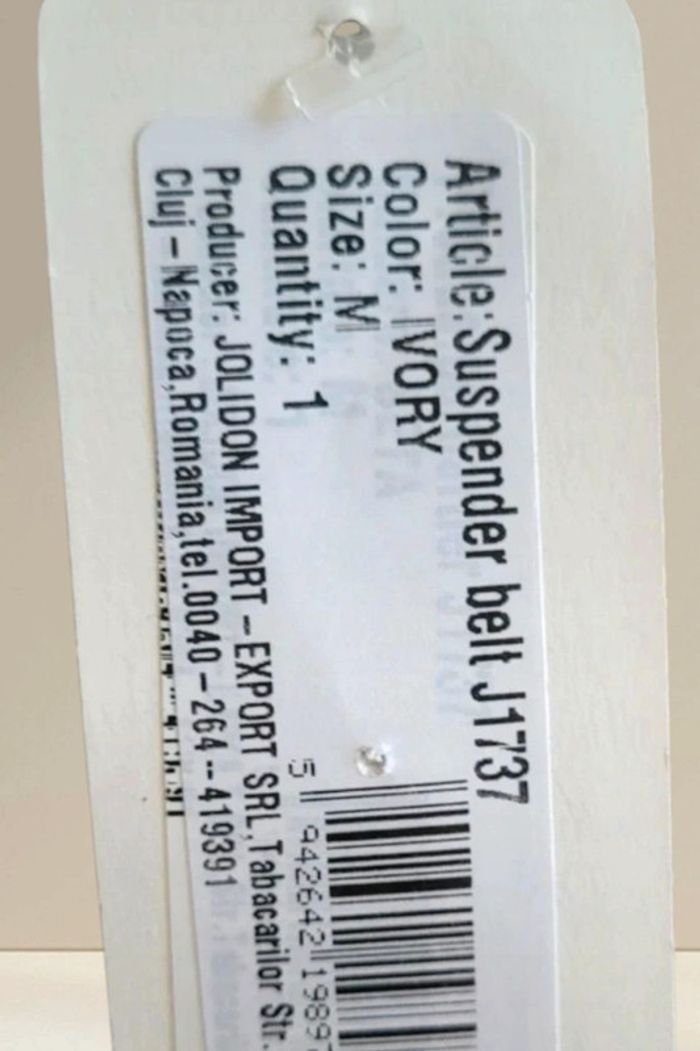 Article:Suspender belt J1737
Color: IVORY
Size: M
Quantity: 1
Producer: JOLIDON IMPORT-EXPORT SRL,Tabacarilor Str.
Cluj-Napoca,Romania,tel.0040-264-419391
5 942642 19897